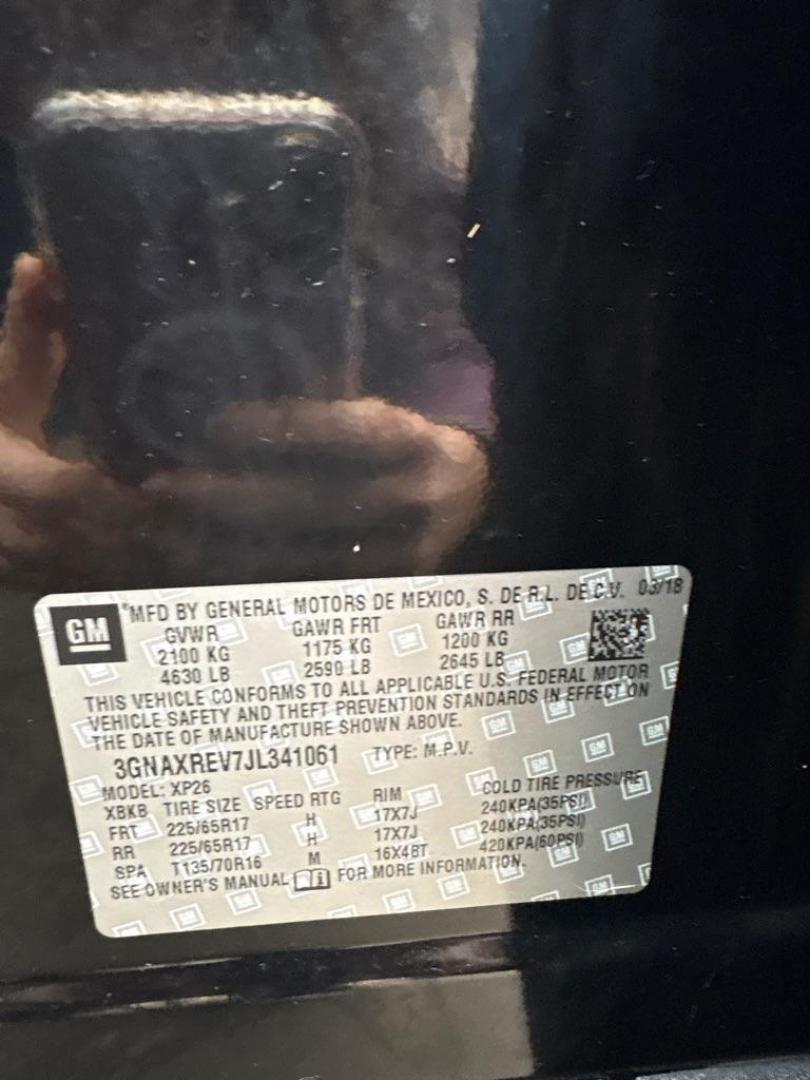 GM
MFD BY GENERAL MOTORS DE MEXICO, S. DE R.L. DE C.V. 03/18
GVWR GAWR FRT GAWR RR
2100 KG 1175 KG 1200 KG
4630 LB 2590 LB 2645 LB
THIS VEHICLE CONFORMS TO ALL APPLICABLE U.S. FEDERAL MOTOR
VEHICLE SAFETY AND THEFT PREVENTION STANDARDS IN EFFECT ON
THE DATE OF MANUFACTURE SHOWN ABOVE.
3GNAXREV7JL341061 TYPE: M.P.V.
MODEL: XP26
XBKB TIRE SIZE SPEED RTG RIM COLD TIRE PRESSURE
FRT 225/65R17 H 17X7J 240KPA(35PSI)
RR 225/65R17 H 17X7J 240KPA(35PSI)
SPA T135/70R16 M 16X4BT 420KPA(60PSI)
SEE OWNER'S MANUAL FOR MORE INFORMATION.